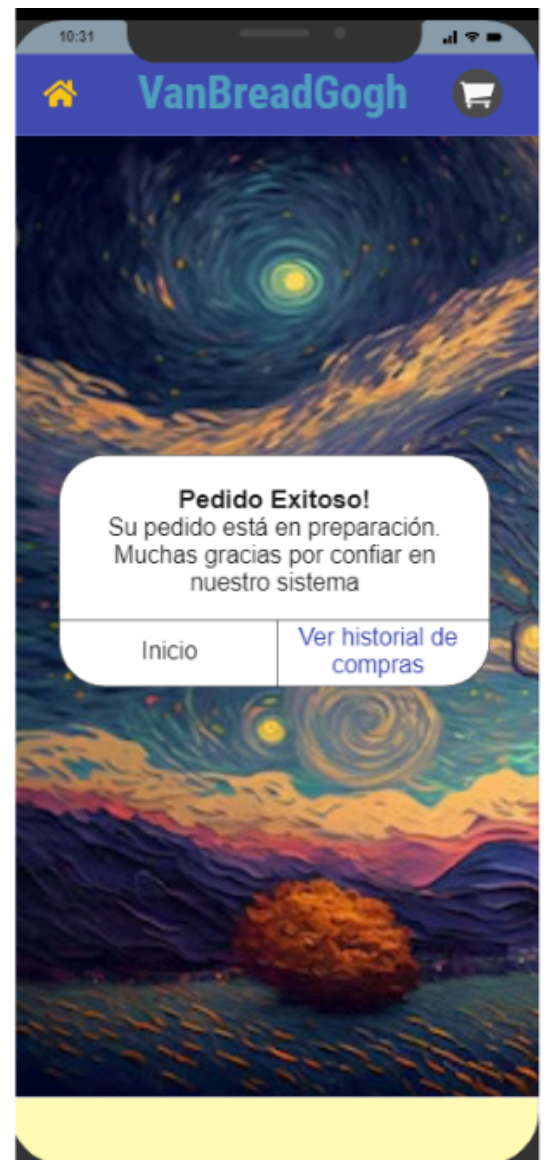 10:31
VanBreadGogh
Pedido Exitoso!
Su pedido está en preparación.
Muchas gracias por confiar en
nuestro sistema
Inicio
Ver historial de
compras